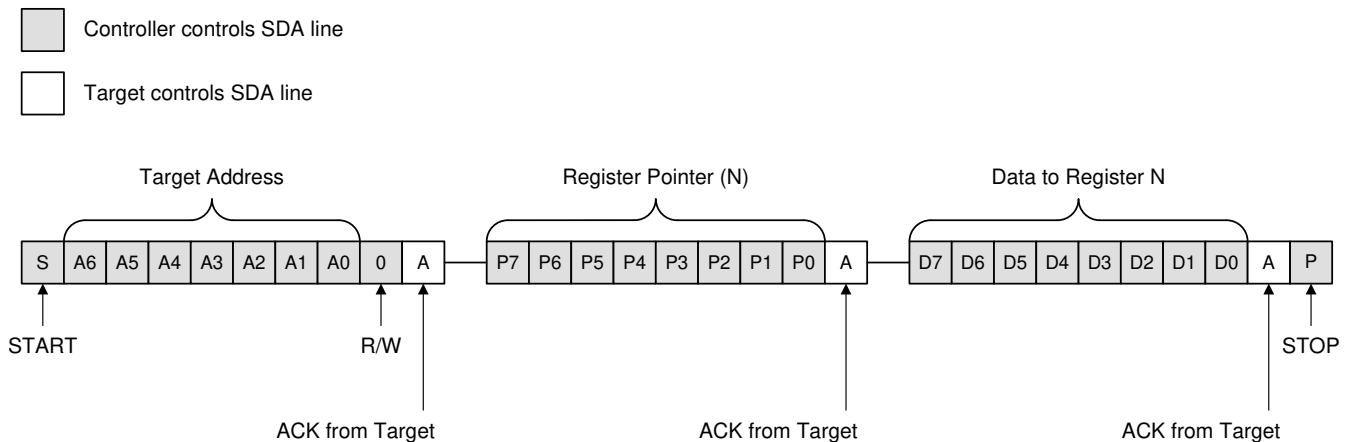 Controller controls SDA line
Target controls SDA line
Target Address Register Pointer (N) Data to Register N
S A6 A5 A4 A3 A2 A1 A0 0 A P7 P6 P5 P4 P3 P2 P1 P0 A D7 D6 D5 D4 D3 D2 D1 D0 A P
START R/W STOP
ACK from Target ACK from Target ACK from Target